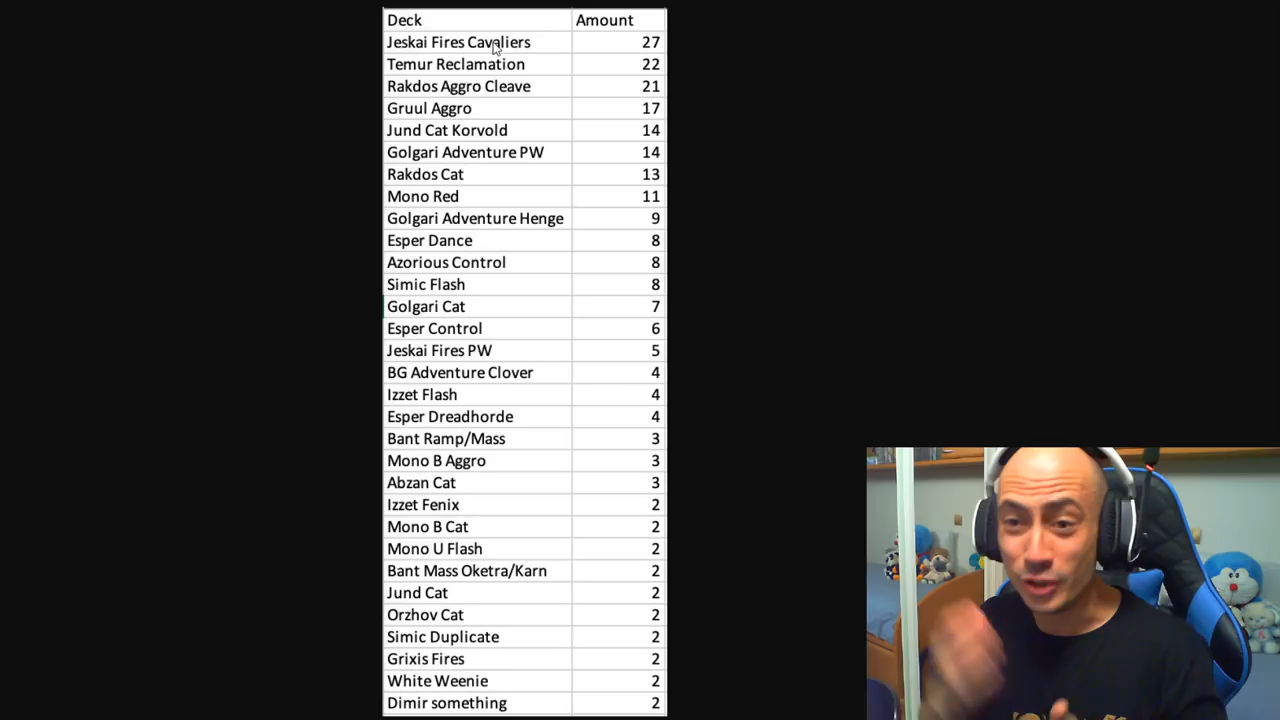 Deck Amount
Jeskai Fires Cavaliers 27
Temur Reclamation 22
Rakdos Aggro Cleave 21
Gruul Aggro 17
Jund Cat Korvold 14
Golgari Adventure PW 14
Rakdos Cat 13
Mono Red 11
Golgari Adventure Henge 9
Esper Dance 8
Azorious Control 8
Simic Flash 8
Golgari Cat 7
Esper Control 6
Jeskai Fires PW 5
BG Adventure Clover 4
Izzet Flash 4
Esper Dreadhorde 4
Bant Ramp/Mass 3
Mono B Aggro 3
Abzan Cat 3
Izzet Fenix 2
Mono B Cat 2
Mono U Flash 2
Bant Mass Oketra/Karn 2
Jund Cat 2
Orzhov Cat 2
Simic Duplicate 2
Grixis Fires 2
White Weenie 2
Dimir something 2